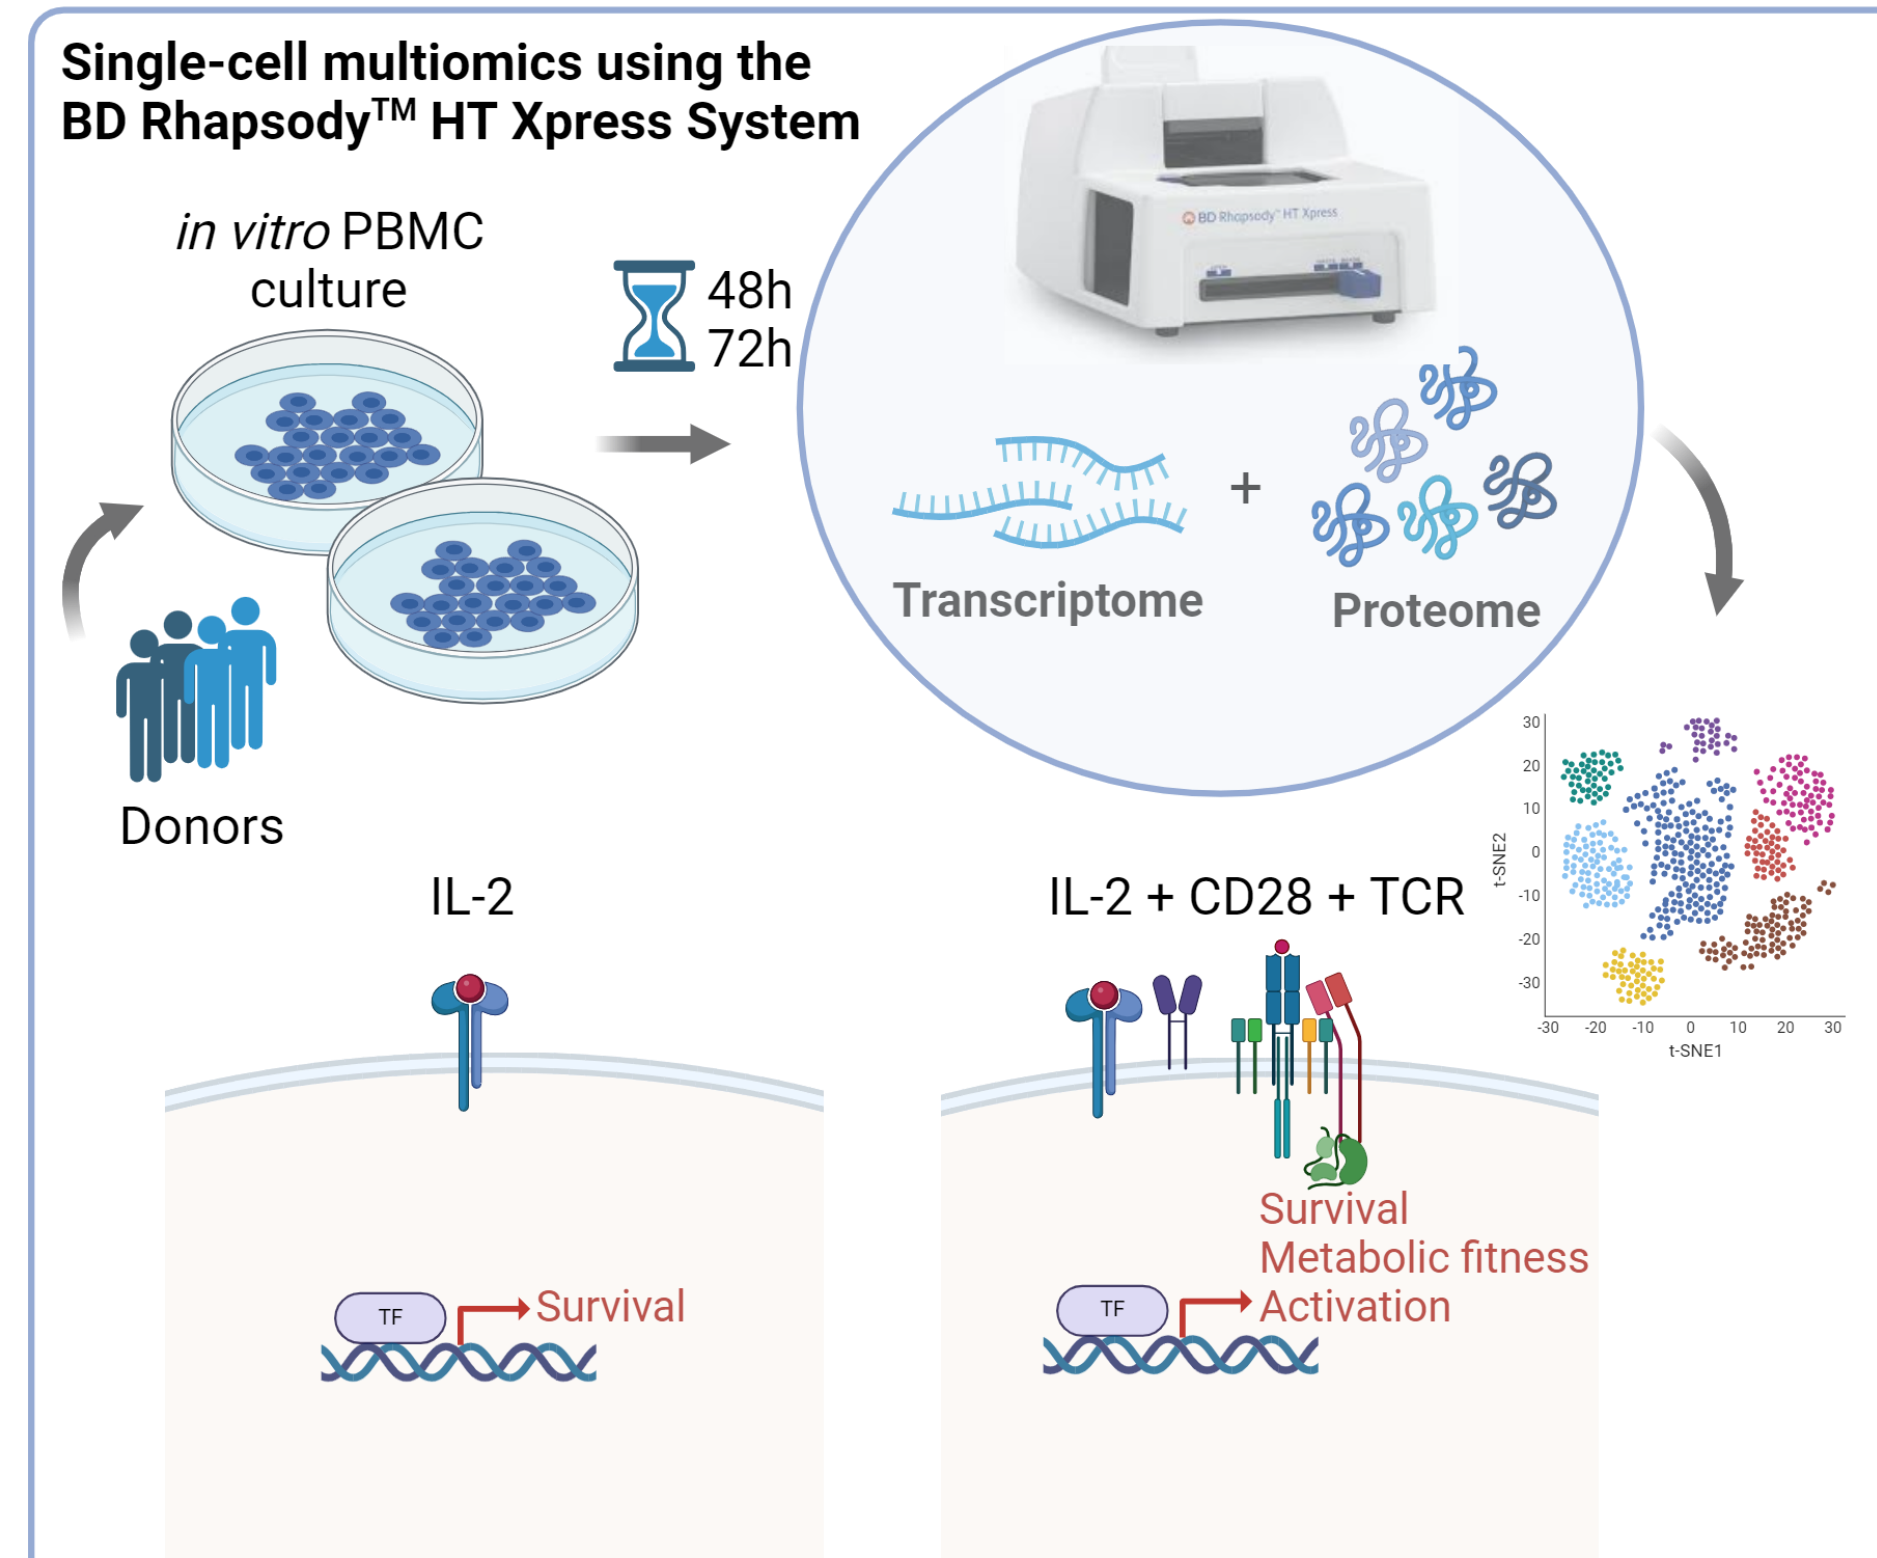 Single-cell multiomics using the
BD Rhapsody™ HT Xpress System
in vitro PBMC
culture
48h
72h
BD Rhapsody™ HT Xpress
Transcriptome
+
Proteome
Donors
30
20
10
0
-10
-20
-30
t-SNE2
-30 -20 -10 0 10 20 30
t-SNE1
IL-2
IL-2 + CD28 + TCR
TF
Survival
TF
Survival
Metabolic fitness
Activation